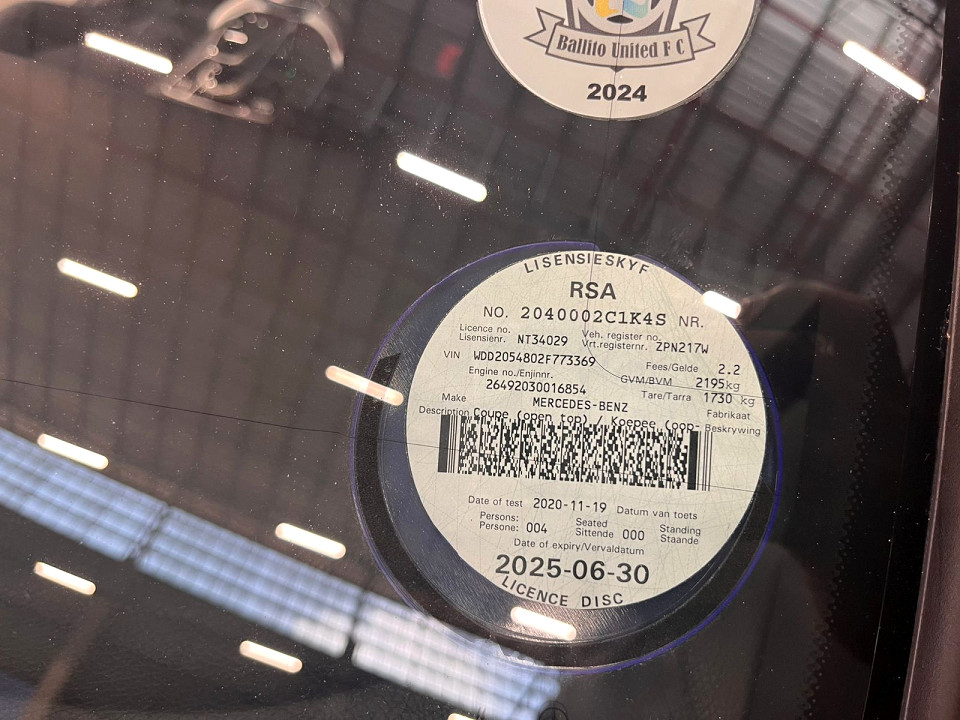 Ballito United F C
2024
LISENSIESKYF
RSA
NO. 2040002C1K4S NR.
Licence no. Lisensienr. NT34029 Veh. register no. Vrt.registernr. ZPN217W
VIN WDD2054802F773369 Fees/Gelde 2.2
Engine no./Enjinnr. GVM/BVM 2195kg
26492030016854 Tare/Tarra 1730 kg
Make MERCEDES-BENZ Fabrikaat
Description Coupe (open top) / Koepee (oop- Beskrywing
Date of test 2020-11-19 Datum van toets
Persons: Persone: 004 Seated Sittende 000 Standing Staande
Date of expiry/Vervaldatum
2025-06-30
LICENCE DISC